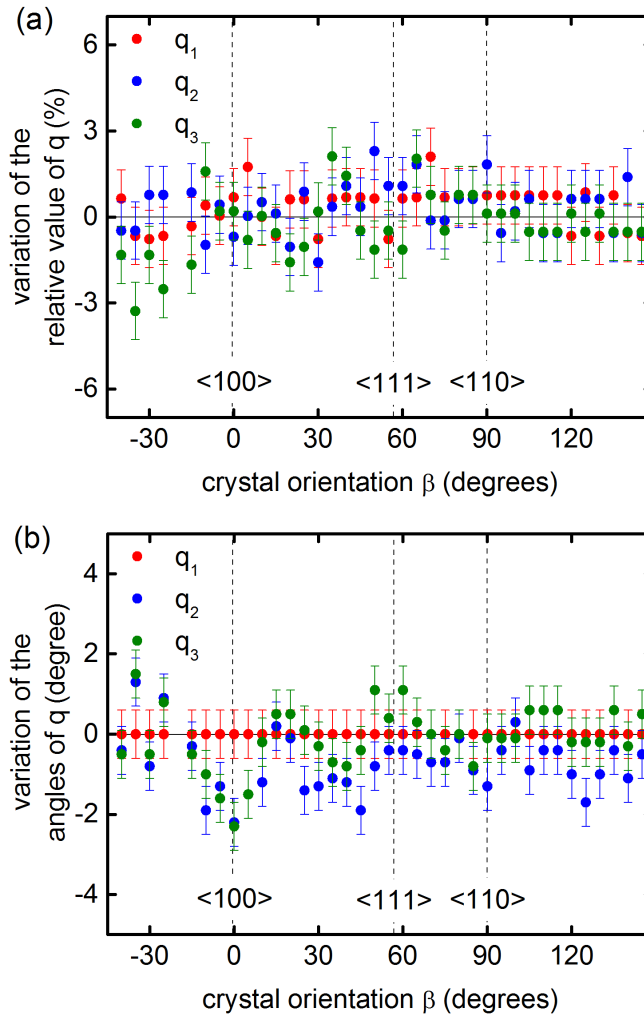 (a)
6
3
0
-3
-6
variation of the
relative value of q (%)
q₁
q₂
q₃
<100>
<111>
<110>
-30
0
30
60
90
120
crystal orientation β (degrees)
(b)
4
2
0
-2
-4
variation of the
angles of q (degree)
q₁
q₂
q₃
<100>
<111>
<110>
-30
0
30
60
90
120
crystal orientation β (degrees)